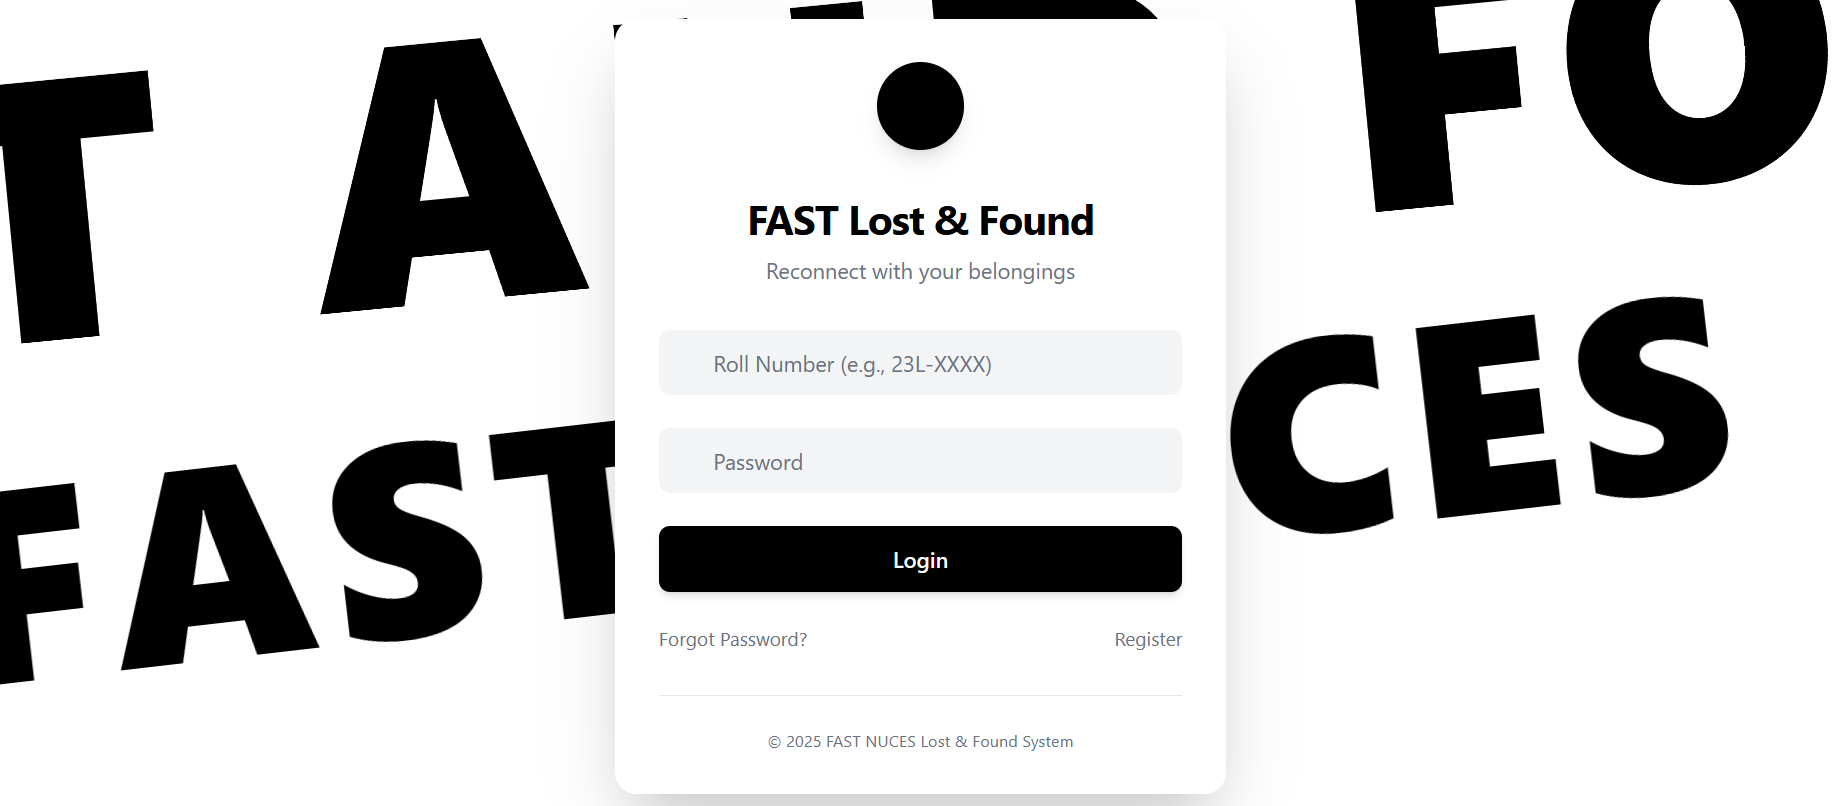 T A FO
FAST Lost & Found
Reconnect with your belongings
Roll Number (e.g., 23L-XXXX)
FAST CES
Password
Login
Forgot Password? Register
© 2025 FAST NUCES Lost & Found System